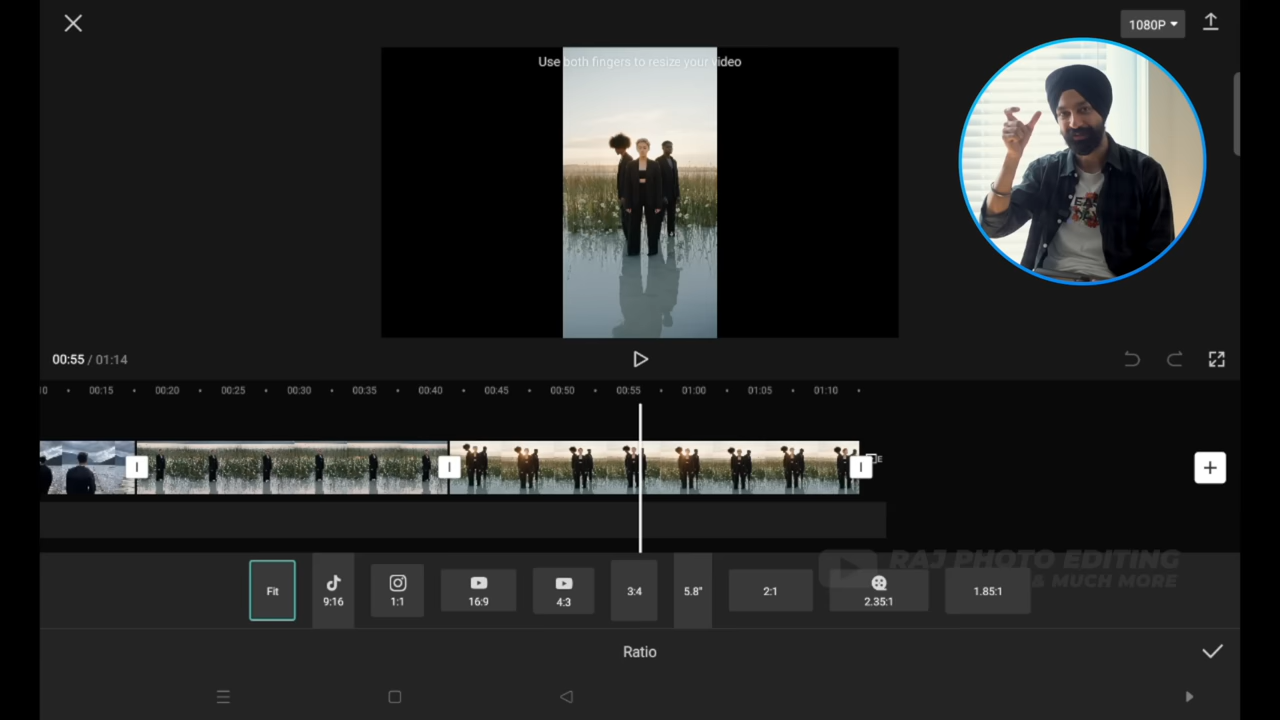 1080P
Use both fingers to resize your video
00:55 / 01:14
00:15 00:20 00:25 00:30 00:35 00:40 00:45 00:50 00:55 01:00 01:05 01:10
RAJ PHOTO EDITING
& MUCH MORE
Fit
9:16
1:1
16:9
4:3
3:4
5.8"
2:1
2.35:1
1.85:1
Ratio